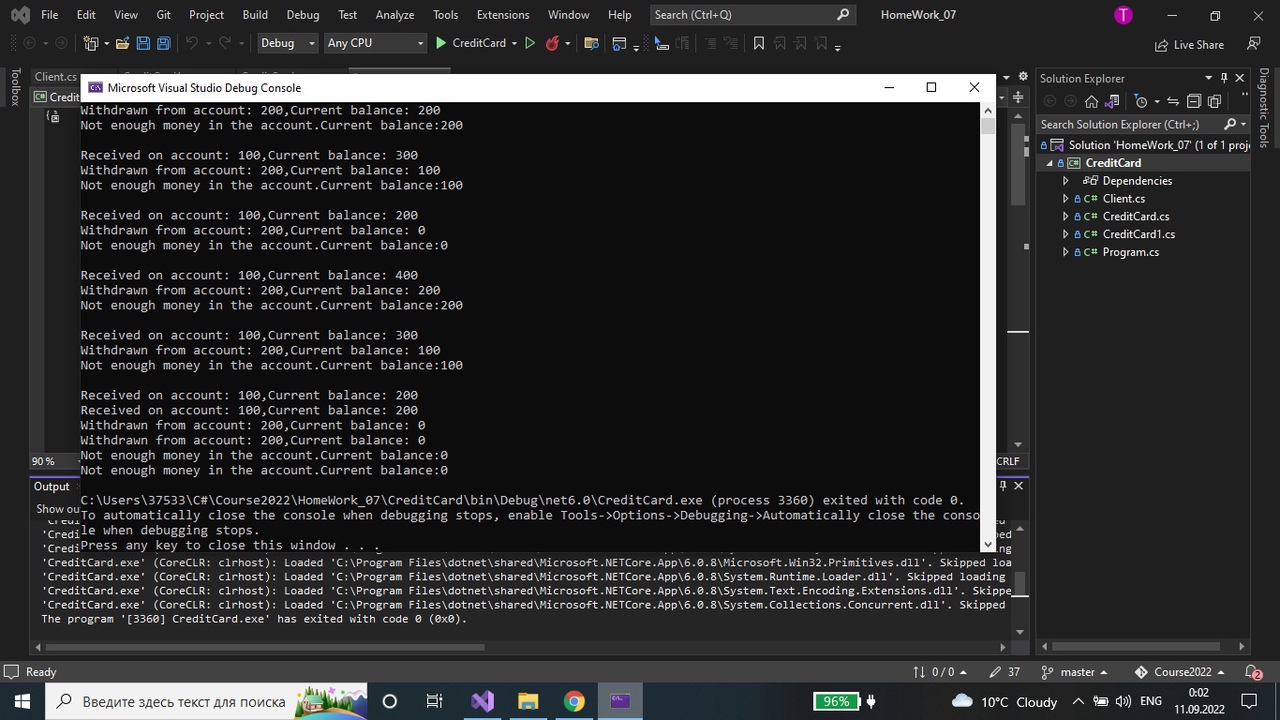 File Edit View Git Project Build Debug Test Analyze Tools Extensions Window Help Search (Ctrl+Q) HomeWork_07 T
Debug Any CPU CreditCard Live Share
Client.cs
Toolbox
Credit
Microsoft Visual Studio Debug Console
Withdrawn from account: 200,Current balance: 200
Not enough money in the account.Current balance:200
Received on account: 100,Current balance: 300
Withdrawn from account: 200,Current balance: 100
Not enough money in the account.Current balance:100
Received on account: 100,Current balance: 200
Withdrawn from account: 200,Current balance: 0
Not enough money in the account.Current balance:0
Received on account: 100,Current balance: 400
Withdrawn from account: 200,Current balance: 200
Not enough money in the account.Current balance:200
Received on account: 100,Current balance: 300
Withdrawn from account: 200,Current balance: 100
Not enough money in the account.Current balance:100
Received on account: 100,Current balance: 200
Received on account: 100,Current balance: 200
Withdrawn from account: 200,Current balance: 0
Withdrawn from account: 200,Current balance: 0
Not enough money in the account.Current balance:0
Not enough money in the account.Current balance:0
C:\Users\37533\C#\Course2022\HomeWork_07\CreditCard\bin\Debug\net6.0\CreditCard.exe (process 3360) exited with code 0.
To automatically close the console when debugging stops, enable Tools->Options->Debugging->Automatically close the conso
le when debugging stops.
Press any key to close this window . . .
Solution Explorer
Search Solution Explorer (Ctrl+;)
Solution 'HomeWork_07' (1 of 1 proje
CreditCard
Dependencies
Client.cs
CreditCard.cs
CreditCard1.cs
Program.cs
Diagnostic Tools
90 %
CRLF
Output
Show ou
'CreditCard.exe' (CoreCLR: clrhost): Loaded 'C:\Program Files\dotnet\shared\Microsoft.NETCore.App\6.0.8\Microsoft.Win32.Primitives.dll'. Skipped loa
'CreditCard.exe' (CoreCLR: clrhost): Loaded 'C:\Program Files\dotnet\shared\Microsoft.NETCore.App\6.0.8\System.Runtime.Loader.dll'. Skipped loading
'CreditCard.exe' (CoreCLR: clrhost): Loaded 'C:\Program Files\dotnet\shared\Microsoft.NETCore.App\6.0.8\System.Text.Encoding.Extensions.dll'. Skippe
'CreditCard.exe' (CoreCLR: clrhost): Loaded 'C:\Program Files\dotnet\shared\Microsoft.NETCore.App\6.0.8\System.Collections.Concurrent.dll'. Skipped
The program '[3360] CreditCard.exe' has exited with code 0 (0x0).
Ready 0 / 0 37 master Course2022 2
Введите здесь текст для поиска 96% 10°C Cloudy ENG 0:02
11.09.2022